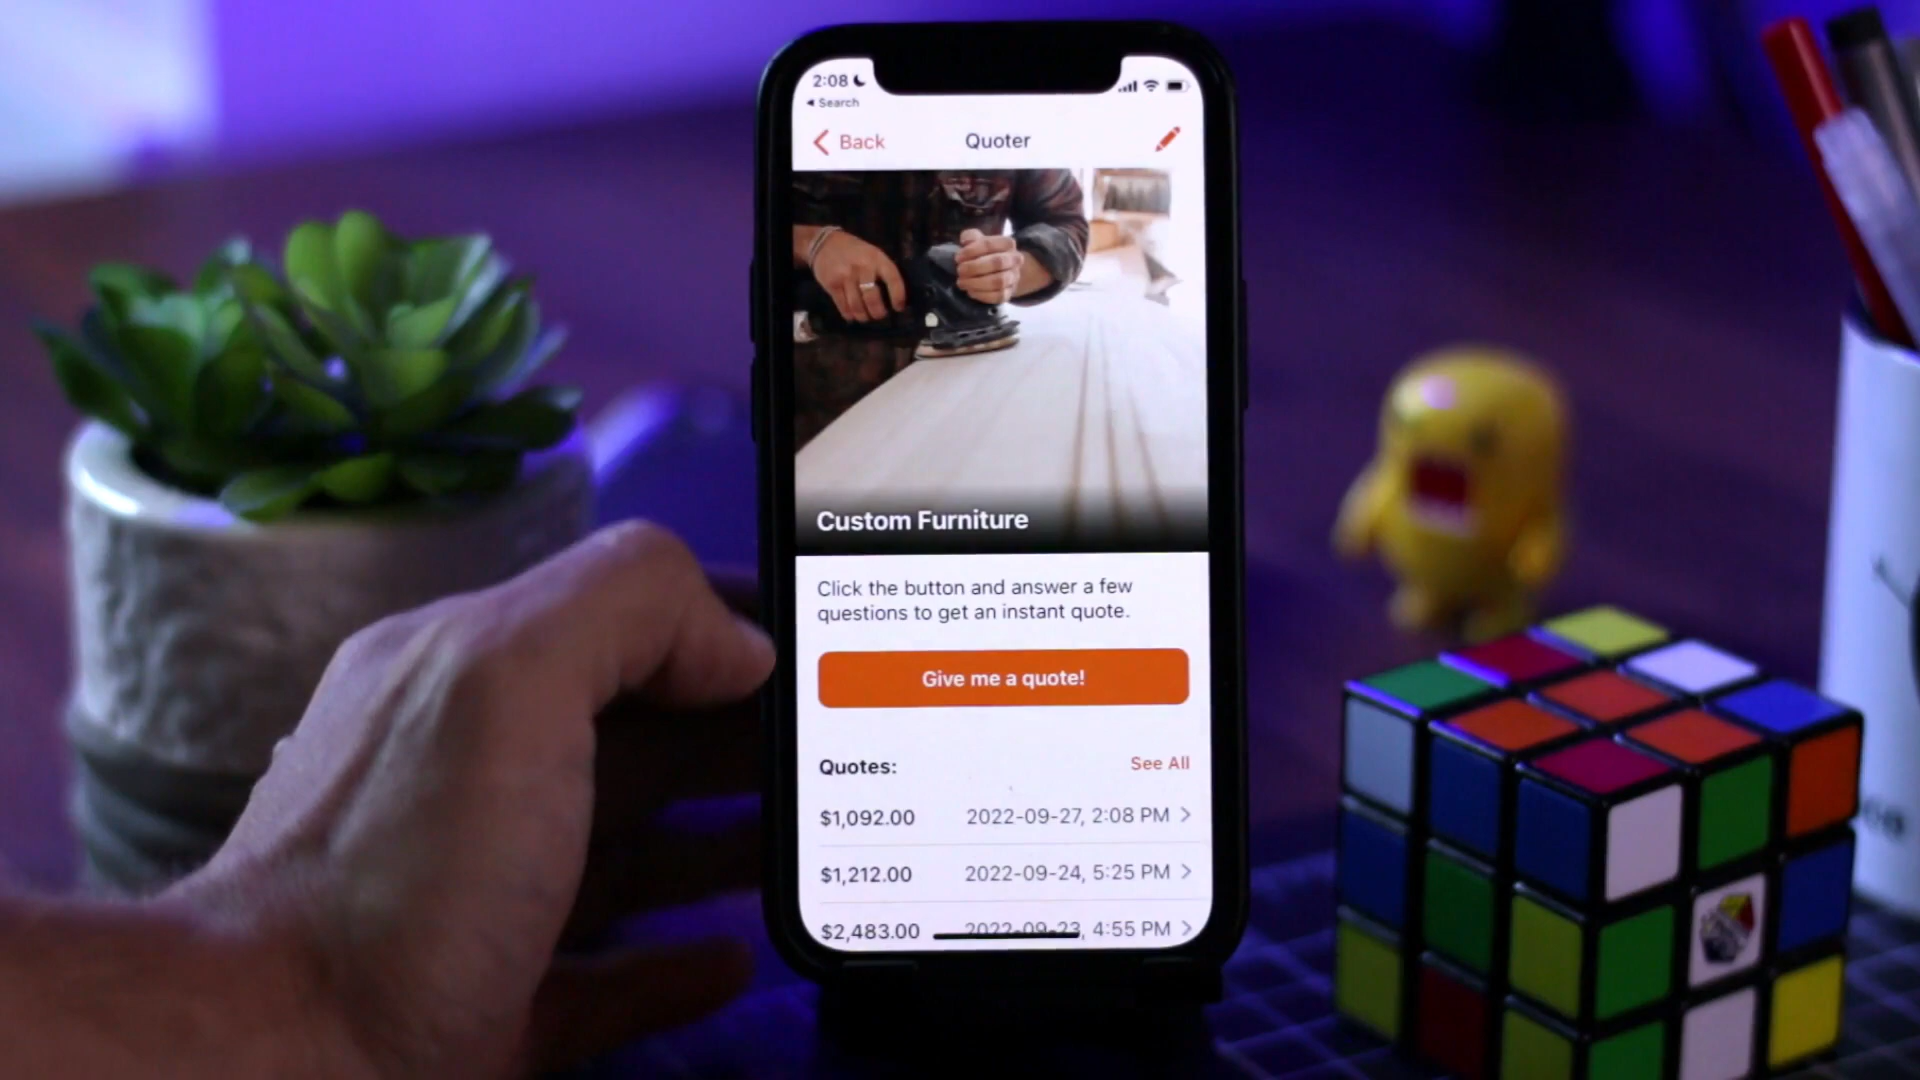 2:08
Search
Back
Quoter
Custom Furniture
Click the button and answer a few
questions to get an instant quote.
Give me a quote!
Quotes:
See All
$1,092.00 2022-09-27, 2:08 PM
$1,212.00 2022-09-24, 5:25 PM
$2,483.00 2022-09-23, 4:55 PM